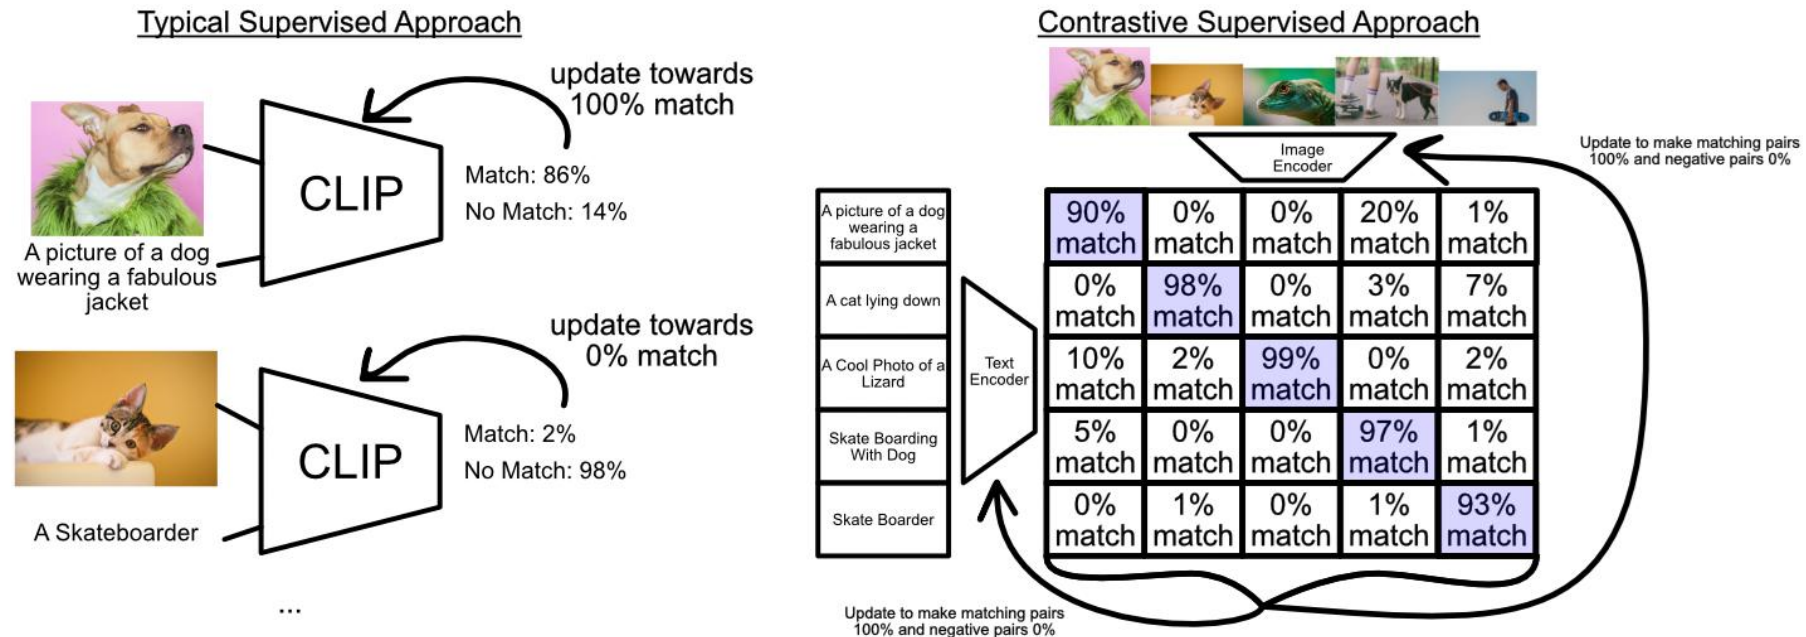 Typical Supervised Approach
update towards
100% match
CLIP
Match: 86%
No Match: 14%
A picture of a dog
wearing a fabulous
jacket
update towards
0% match
CLIP
Match: 2%
No Match: 98%
A Skateboarder
...
Contrastive Supervised Approach
Image
Encoder
Update to make matching pairs
100% and negative pairs 0%
A picture of a dog
wearing a
fabulous jacket
90% match 0% match 0% match 20% match 1% match
A cat lying down
0% match 98% match 0% match 3% match 7% match
A Cool Photo of a
Lizard
10% match 2% match 99% match 0% match 2% match
Text
Encoder
Skate Boarding
With Dog
5% match 0% match 0% match 97% match 1% match
Skate Boarder
0% match 1% match 0% match 1% match 93% match
Update to make matching pairs
100% and negative pairs 0%